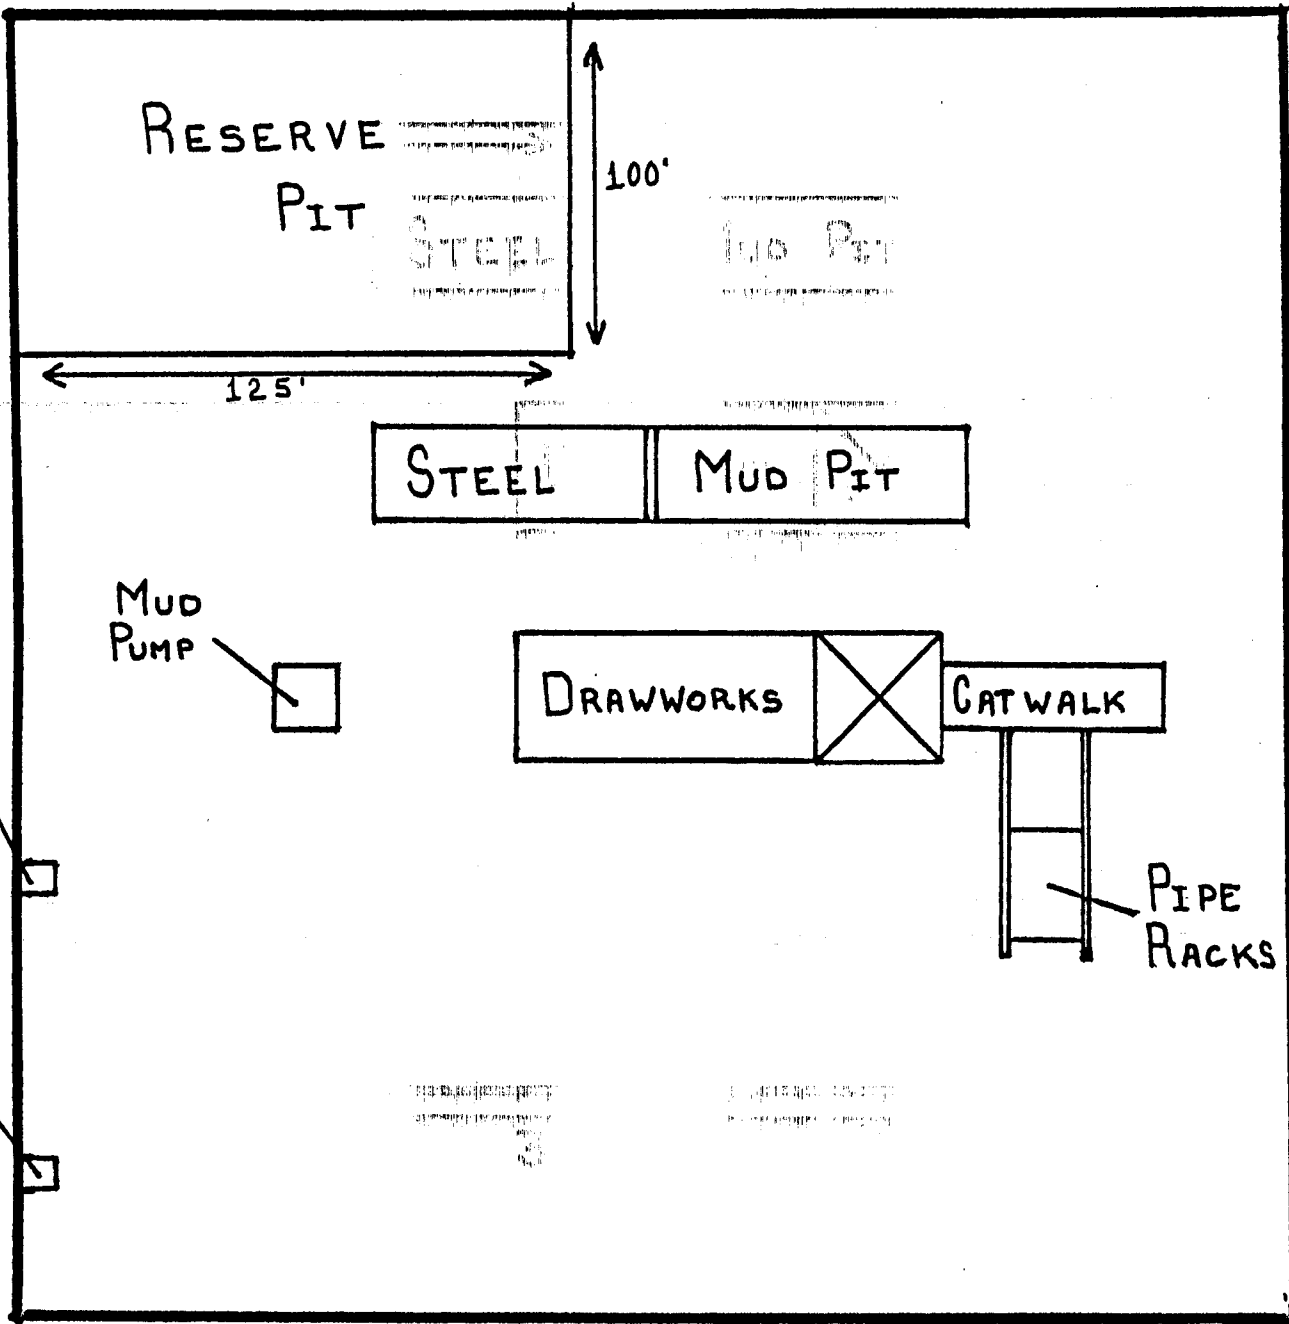 RESERVE
PIT
100'
125'
STEEL
MUD PIT
MUD
PUMP
DRAWWORKS
CATWALK
PIPE
RACKS